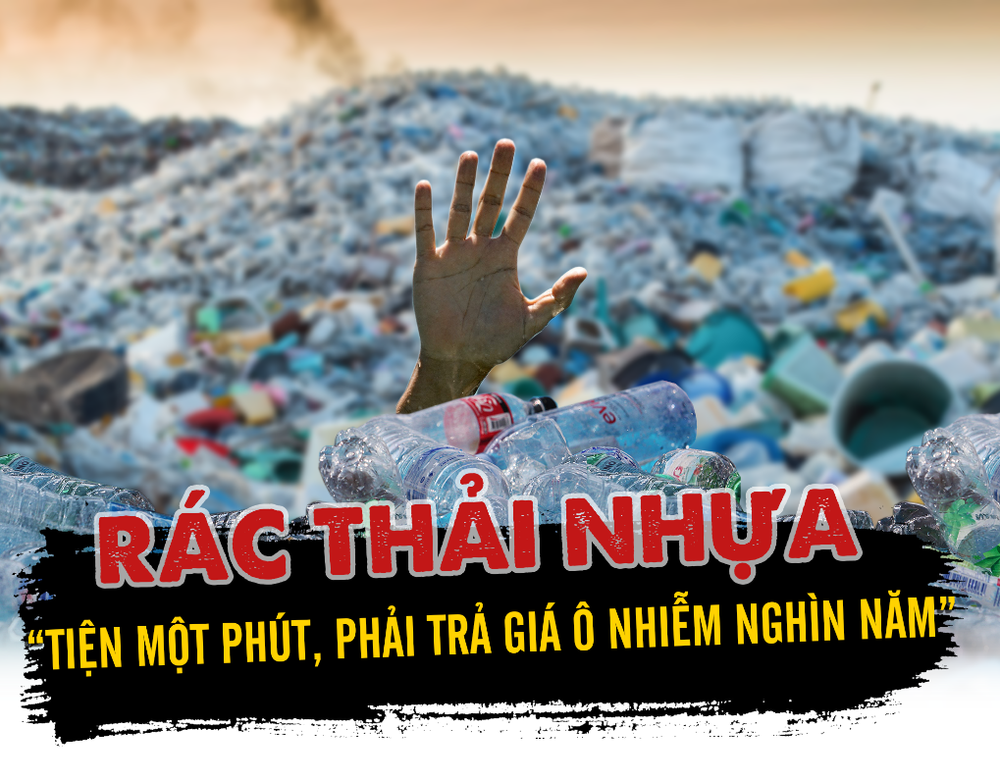 RÁC THẢI NHỰA
“TIỆN MỘT PHÚT, PHẢI TRẢ GIÁ Ô NHIỄM NGHÌN NĂM”